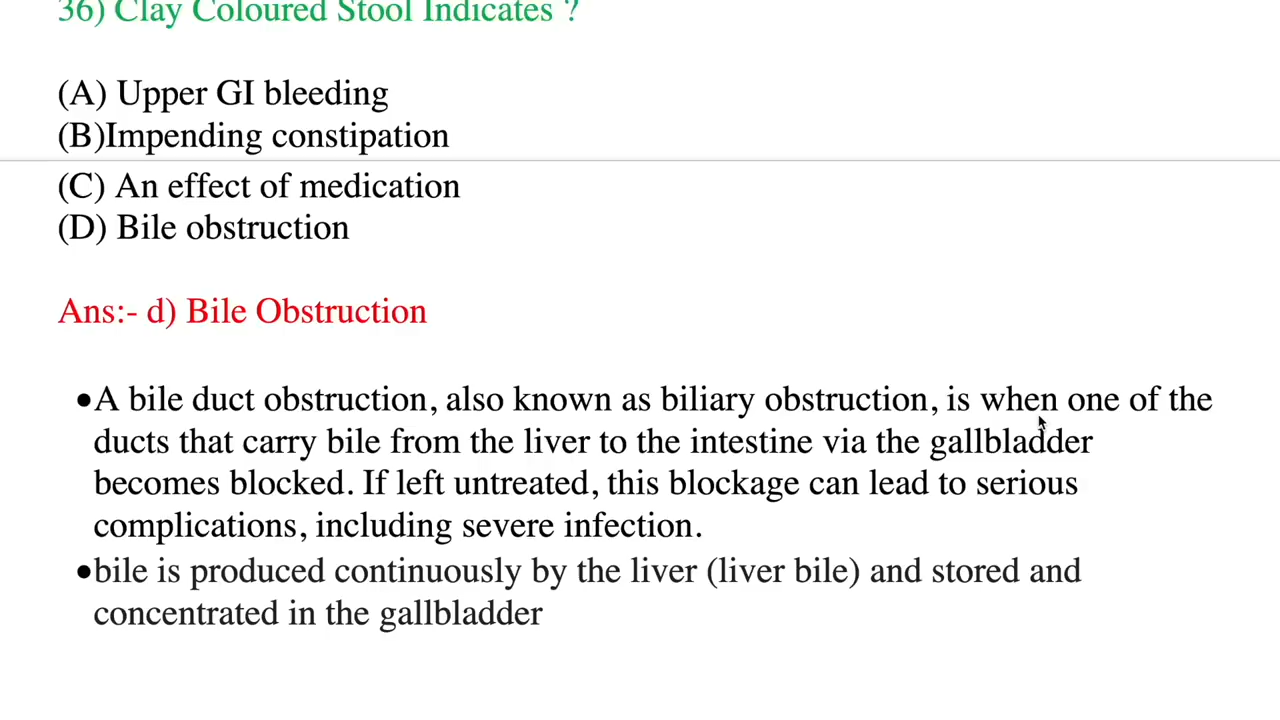 36) Clay Coloured Stool Indicates ?
(A) Upper GI bleeding
(B)Impending constipation
(C) An effect of medication
(D) Bile obstruction
Ans:- d) Bile Obstruction
•A bile duct obstruction, also known as biliary obstruction, is when one of the
ducts that carry bile from the liver to the intestine via the gallbladder
becomes blocked. If left untreated, this blockage can lead to serious
complications, including severe infection.
•bile is produced continuously by the liver (liver bile) and stored and
concentrated in the gallbladder